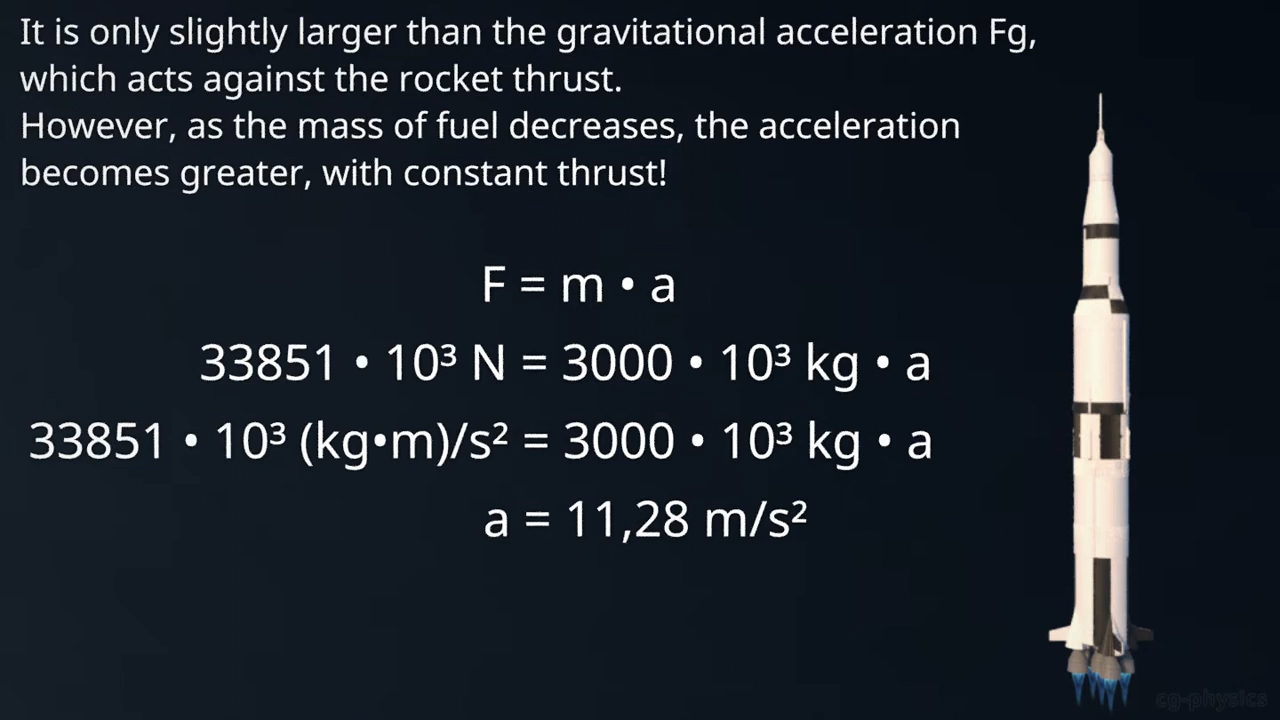 It is only slightly larger than the gravitational acceleration Fg,
which acts against the rocket thrust.
However, as the mass of fuel decreases, the acceleration
becomes greater, with constant thrust!
F = m • a
33851 • 10³ N = 3000 • 10³ kg • a
33851 • 10³ (kg•m)/s² = 3000 • 10³ kg • a
a = 11,28 m/s²
cg-physics